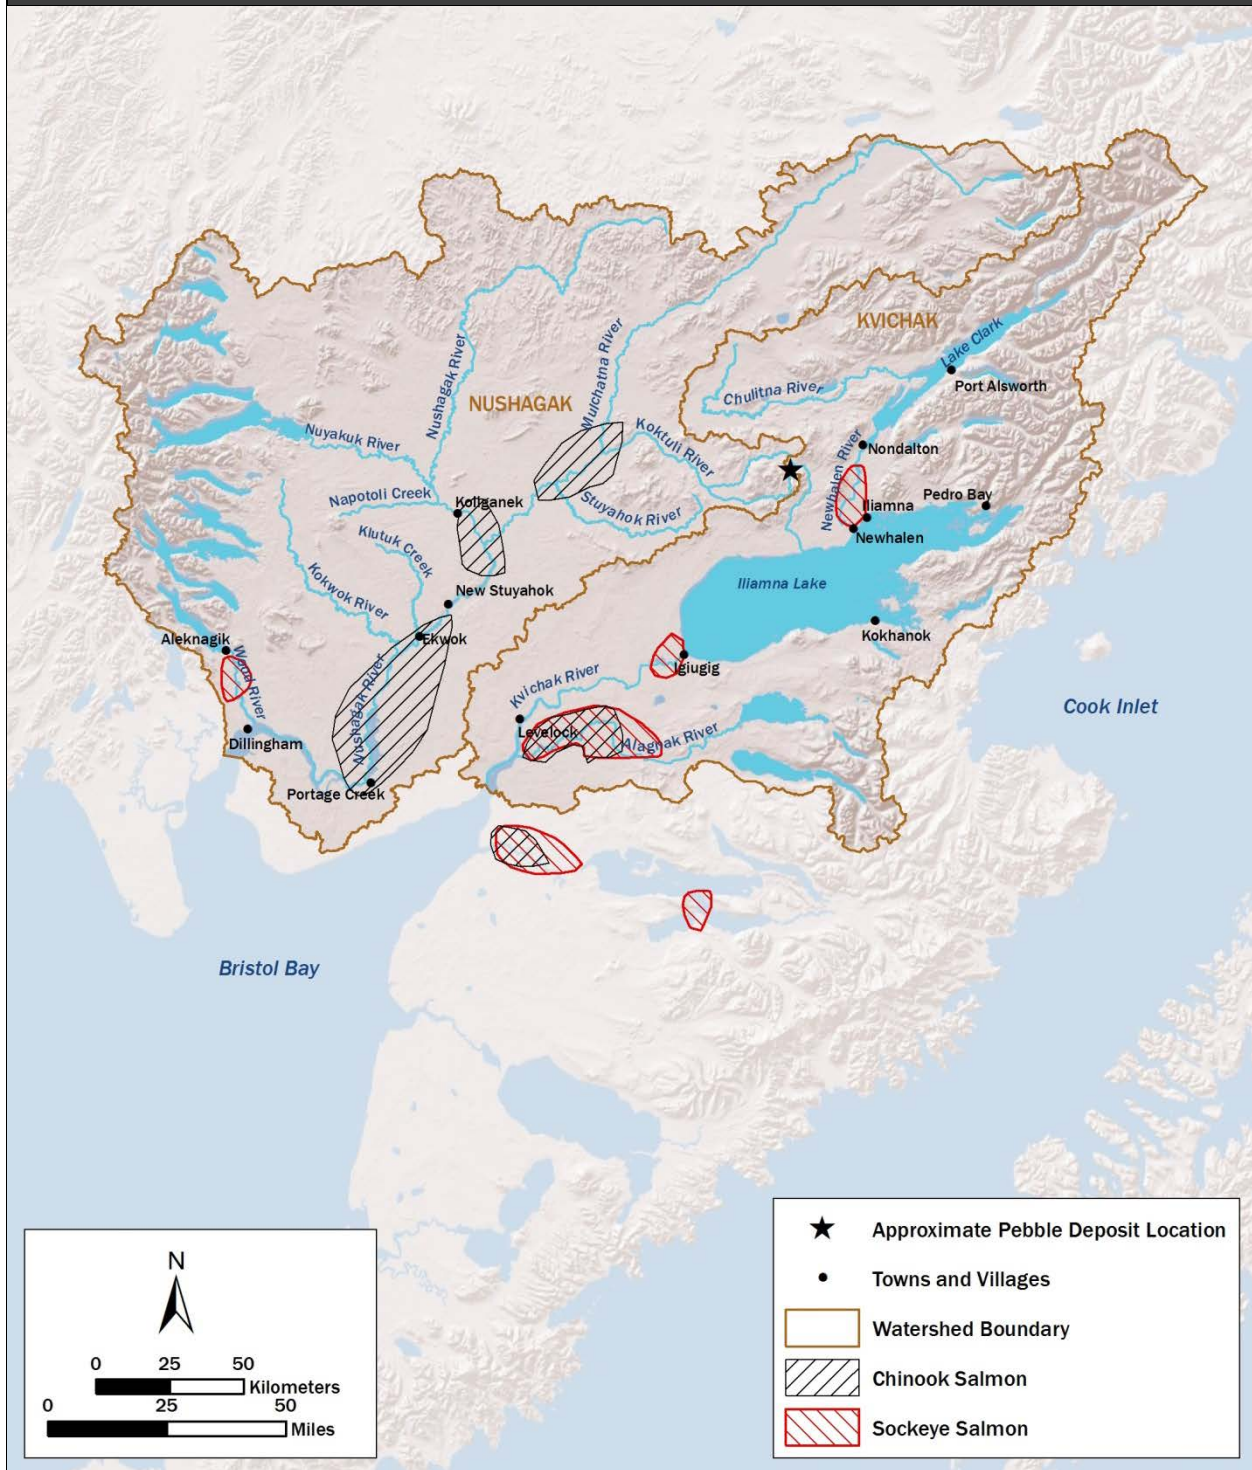 KVICHAK
Lake Clark
Port Alsworth
Chulitna River
Mulchatna River
Nushagak River
NUSHAGAK
Nuyakuk River
Koktuli River
Nondalton
Newhalen River
Napotoli Creek
Koliganek
Stuyahok River
Pedro Bay
Iliamna
Newhalen
Klutuk Creek
Kokwok River
New Stuyahok
Iliamna Lake
Ekwok
Kokhanok
Aleknagik
Wood River
Igiugig
Nushagak River
Kvichak River
Levelock
Alagnak River
Cook Inlet
Dillingham
Portage Creek
Bristol Bay
N
0 25 50
Kilometers
0 25 50
Miles
Approximate Pebble Deposit Location
Towns and Villages
Watershed Boundary
Chinook Salmon
Sockeye Salmon